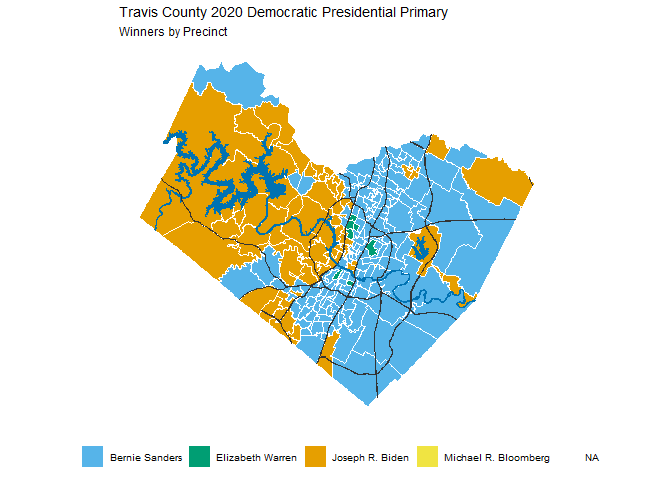 Travis County 2020 Democratic Presidential Primary
Winners by Precinct
Bernie Sanders Elizabeth Warren Joseph R. Biden Michael R. Bloomberg NA